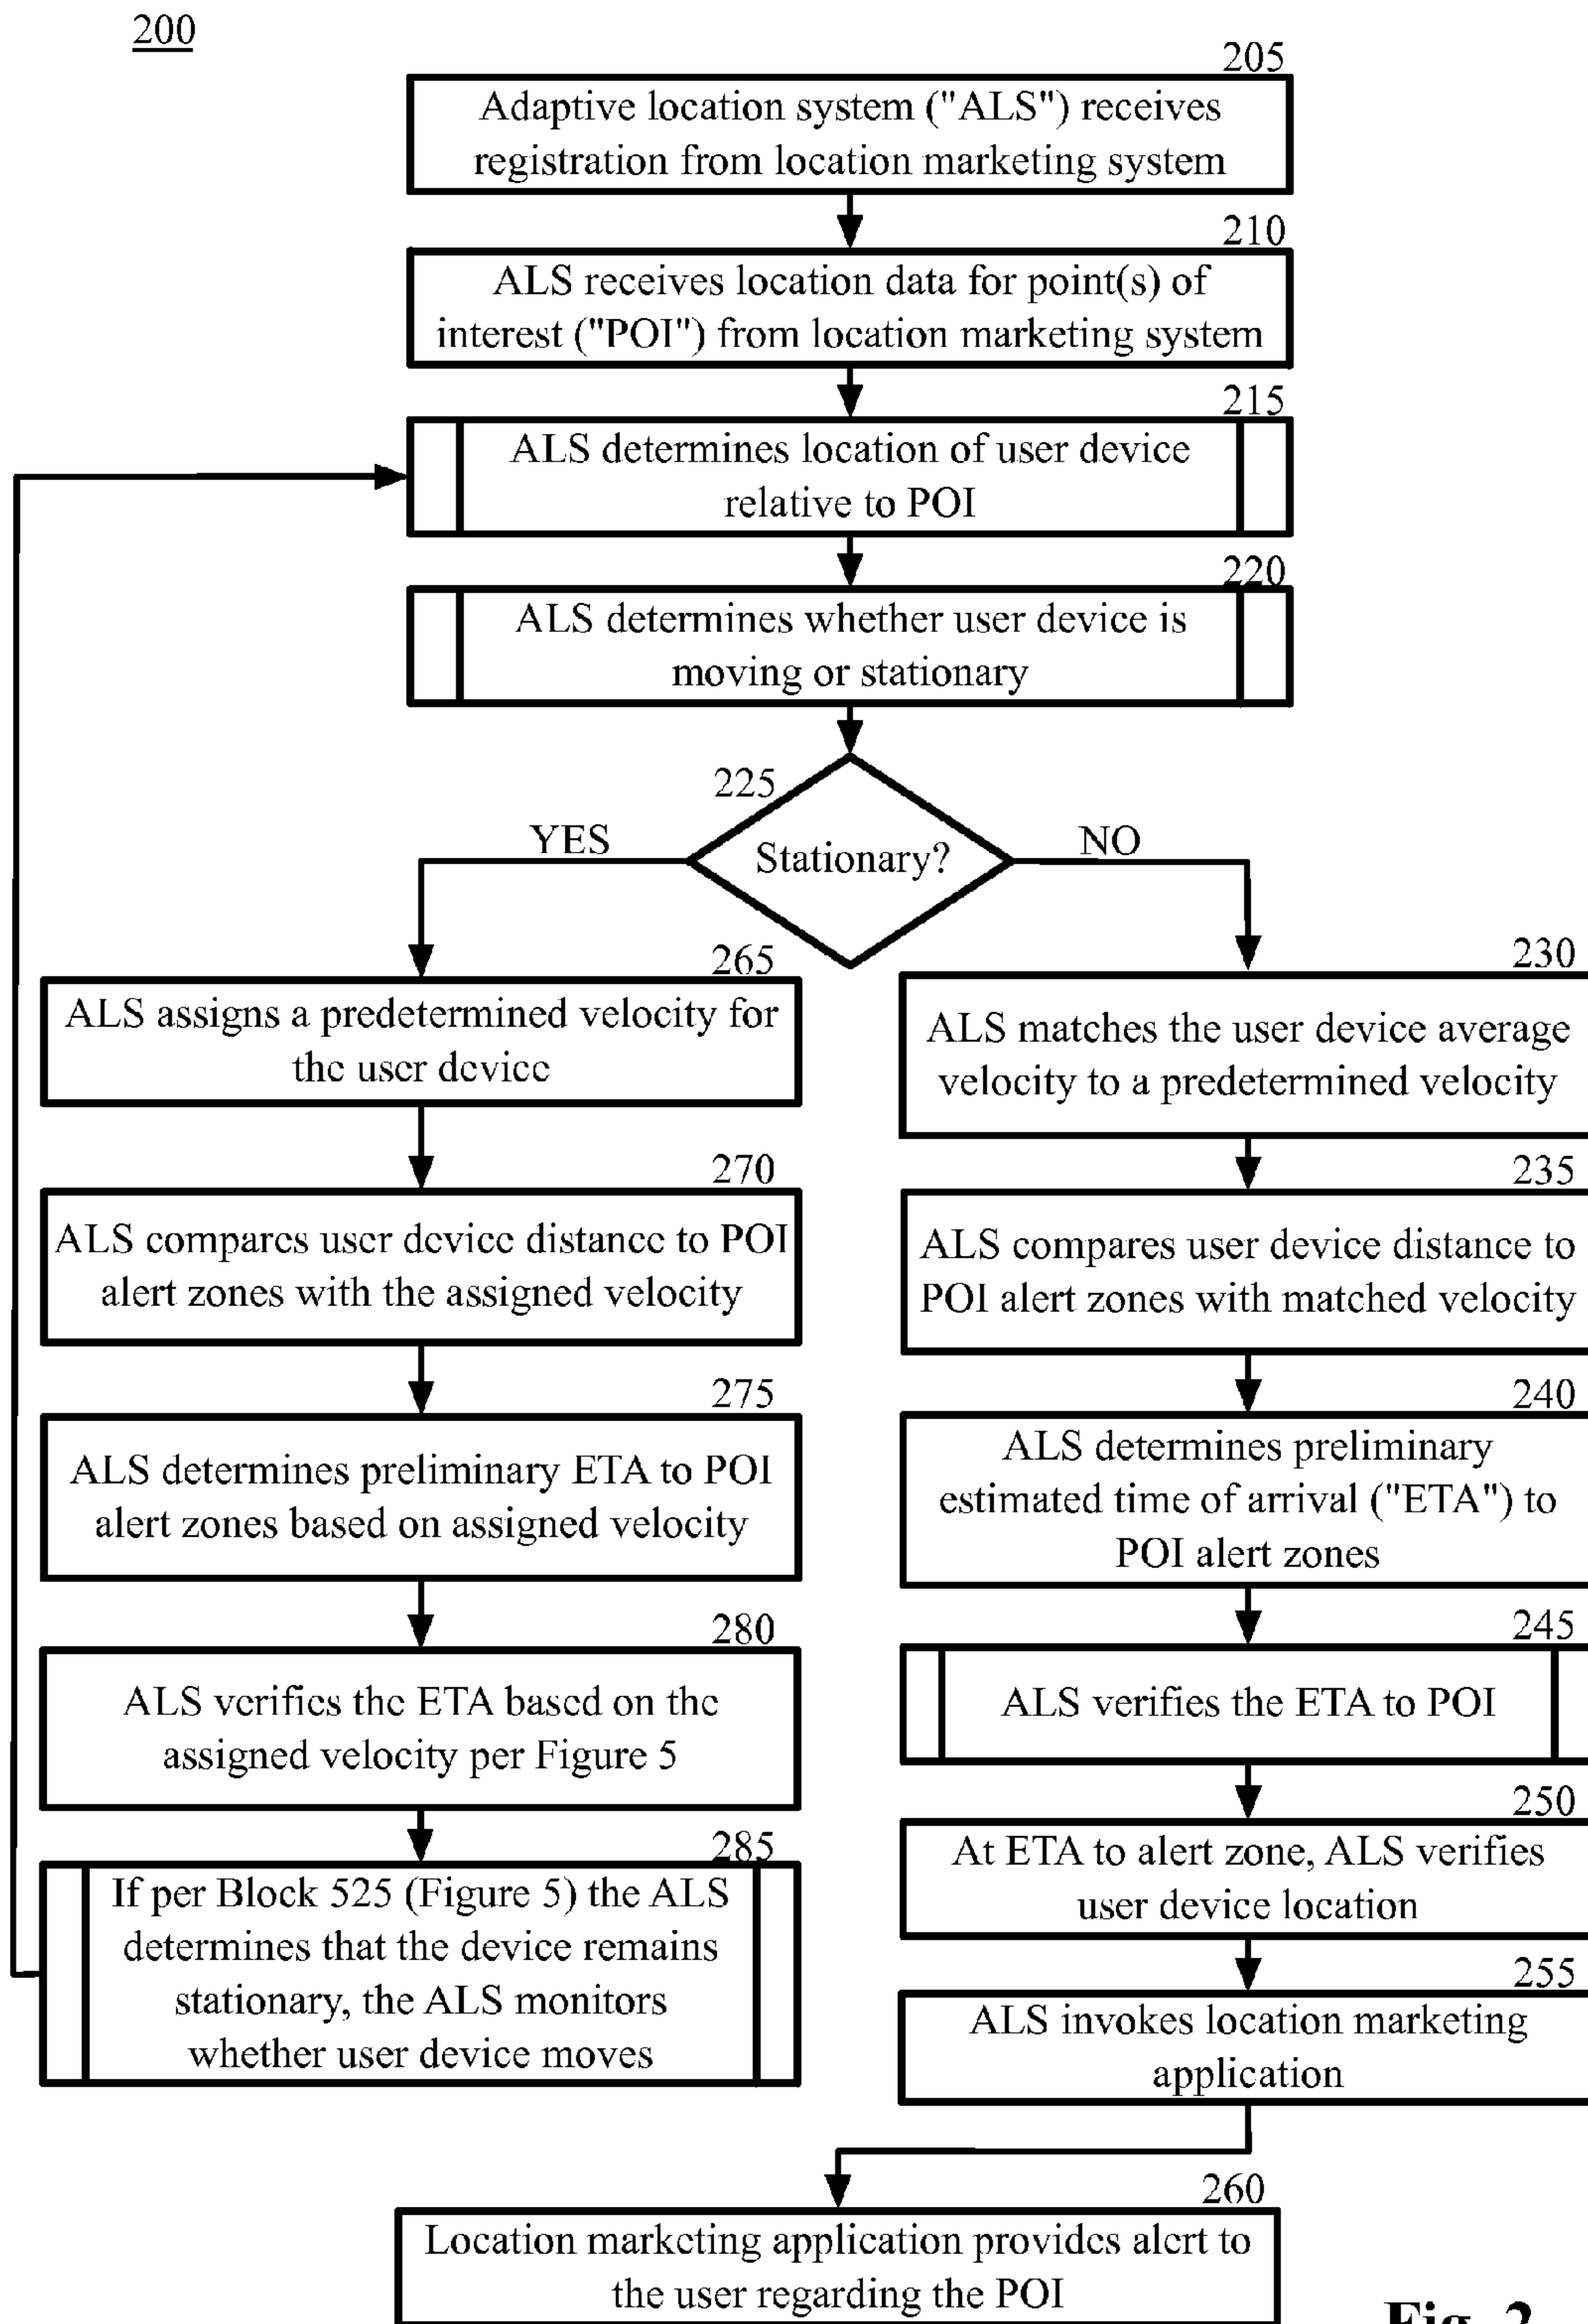 200
205
Adaptive location system ("ALS") receives
registration from location marketing system
210
ALS receives location data for point(s) of
interest ("POI") from location marketing system
215
ALS determines location of user device
relative to POI
220
ALS determines whether user device is
moving or stationary
225
Stationary?
YES
NO
265
ALS assigns a predetermined velocity for
the user device
270
ALS compares user device distance to POI
alert zones with the assigned velocity
275
ALS determines preliminary ETA to POI
alert zones based on assigned velocity
280
ALS verifies the ETA based on the
assigned velocity per Figure 5
285
If per Block 525 (Figure 5) the ALS
determines that the device remains
stationary, the ALS monitors
whether user device moves
230
ALS matches the user device average
velocity to a predetermined velocity
235
ALS compares user device distance to
POI alert zones with matched velocity
240
ALS determines preliminary
estimated time of arrival ("ETA") to
POI alert zones
245
ALS verifies the ETA to POI
250
At ETA to alert zone, ALS verifies
user device location
255
ALS invokes location marketing
application
260
Location marketing application provides alert to
the user regarding the POI
Fig. 2